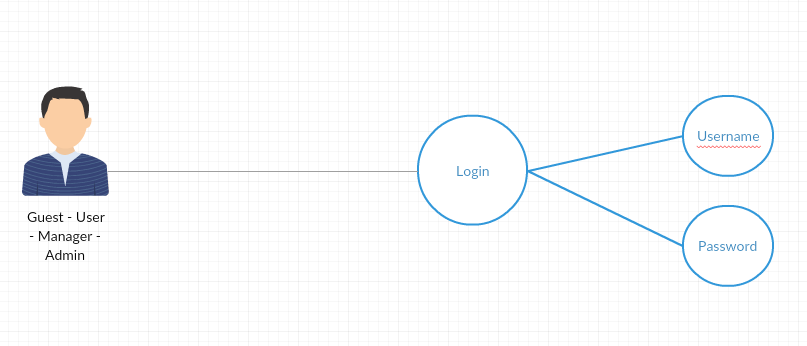 Guest - User
- Manager -
Admin
Login
Username
Password